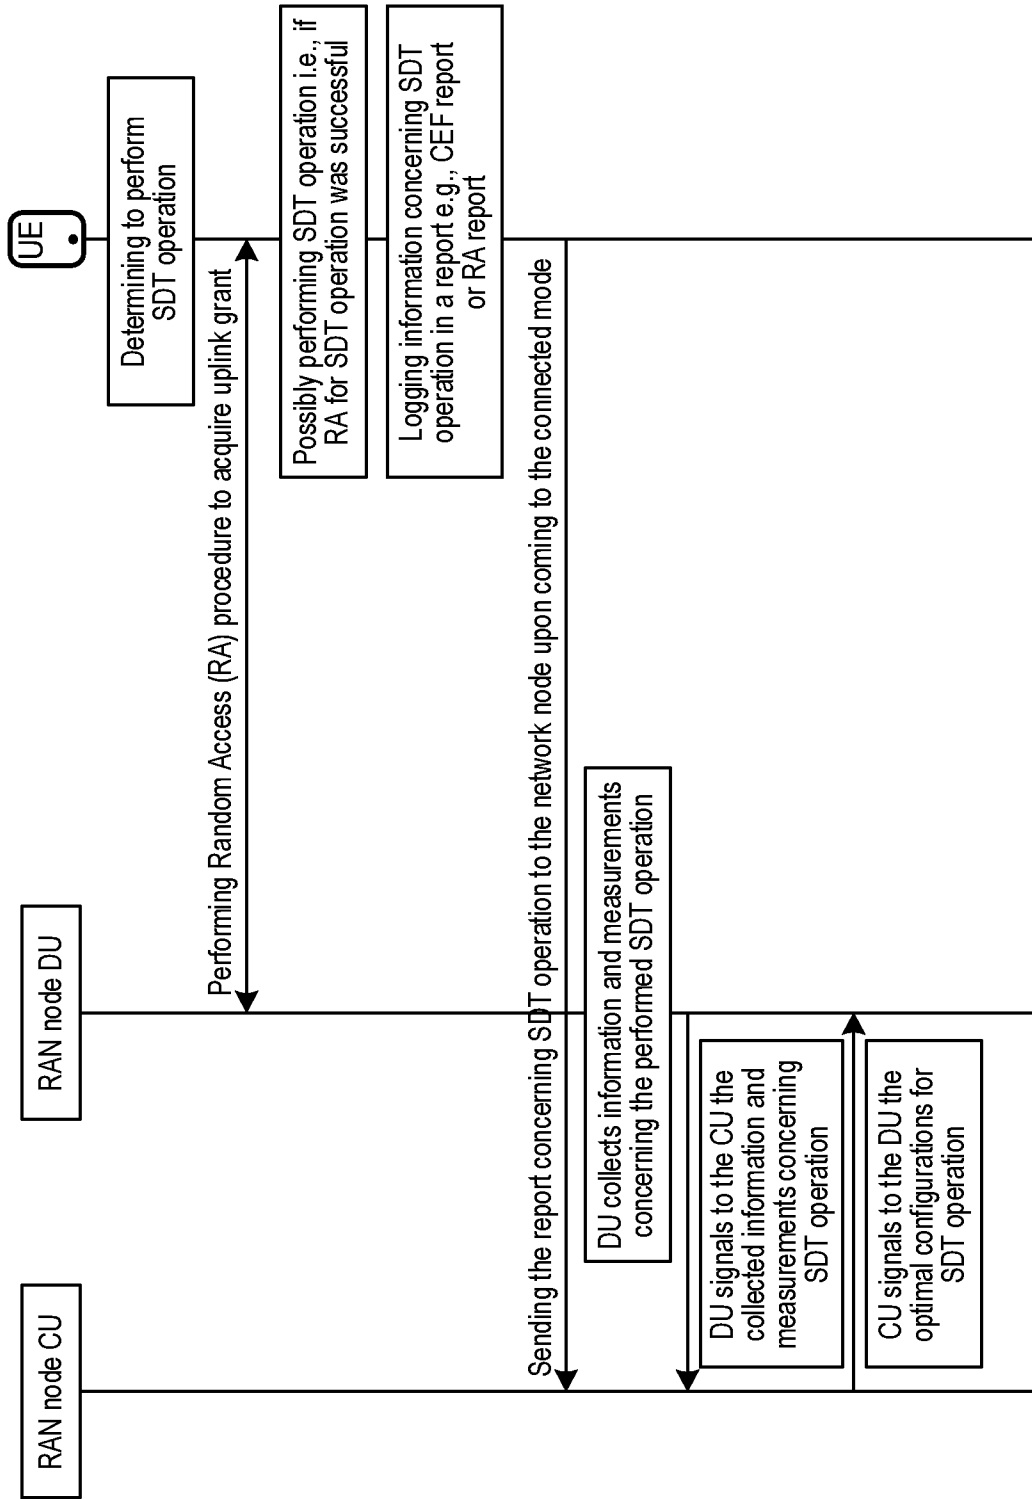 RAN node CU
RAN node DU
UE
Determining to perform
SDT operation
Performing Random Access (RA) procedure to acquire uplink grant
Possibly performing SDT operation i.e., if
RA for SDT operation was successful
Logging information concerning SDT
operation in a report e.g., CEF report
or RA report
Sending the report concerning SDT operation to the network node upon coming to the connected mode
DU collects information and measurements
concerning the performed SDT operation
DU signals to the CU the
collected information and
measurements concerning
SDT operation
CU signals to the DU the
optimal configurations for
SDT operation